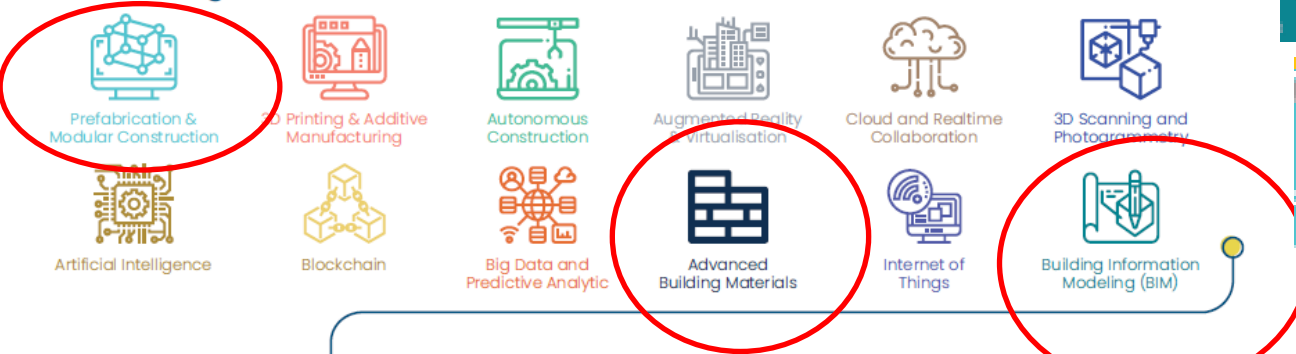 Prefabrication &
Modular Construction
3D Printing & Additive
Manufacturing
Autonomous
Construction
Augmented Reality
& Virtualisation
Cloud and Realtime
Collaboration
3D Scanning and
Photogrammetry
Artificial Intelligence
Blockchain
Big Data and
Predictive Analytic
Advanced
Building Materials
Internet of
Things
Building Information
Modeling (BIM)